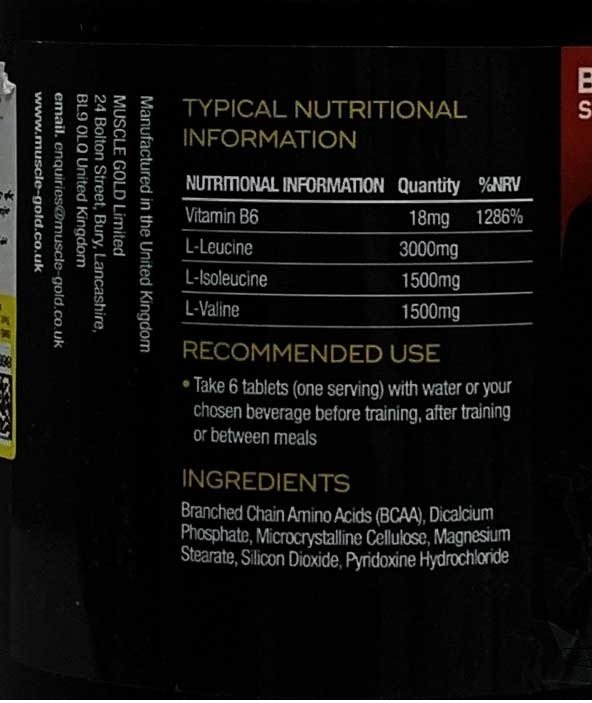 TYPICAL NUTRITIONAL
INFORMATION
NUTRITIONAL INFORMATION Quantity %NRV
Vitamin B6 18mg 1286%
L-Leucine 3000mg
L-Isoleucine 1500mg
L-Valine 1500mg
RECOMMENDED USE
• Take 6 tablets (one serving) with water or your
chosen beverage before training, after training
or between meals
INGREDIENTS
Branched Chain Amino Acids (BCAA), Dicalcium
Phosphate, Microcrystalline Cellulose, Magnesium
Stearate, Silicon Dioxide, Pyridoxine Hydrochloride
Manufactured in the United Kingdom
MUSCLE GOLD Limited
24 Bolton Street, Bury, Lancashire,
BL9 0LQ United Kingdom
email. enquiries@muscle-gold.co.uk
www.muscle-gold.co.uk
B
S